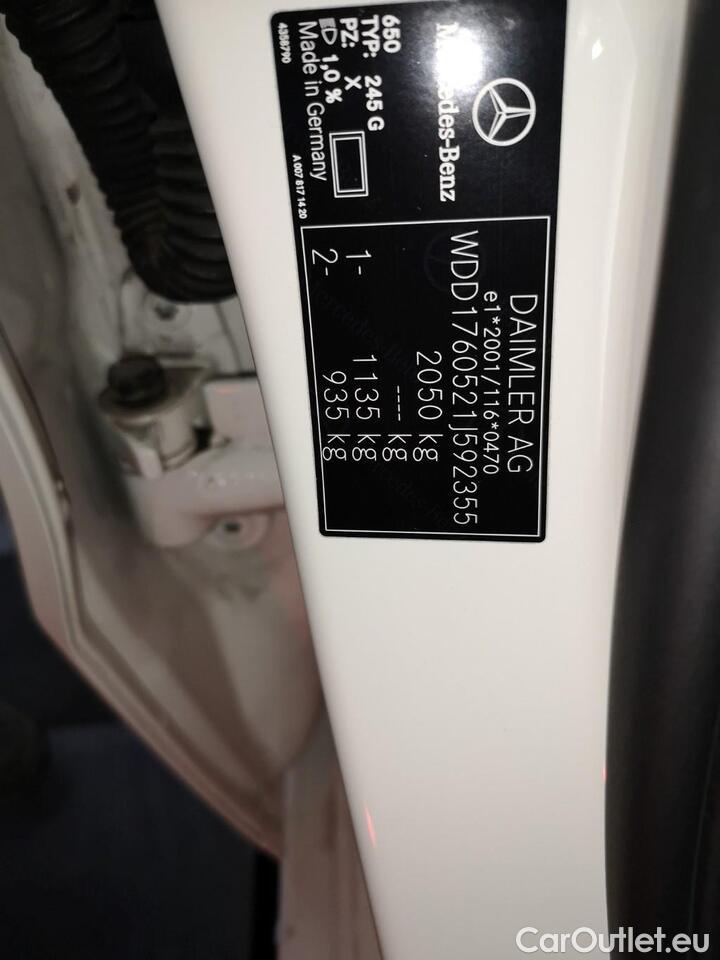 Mercedes-Benz
650
TYP: 245 G
PZ: X
1,0 %
Made in Germany
4358790
A 007 817 14 20
DAIMLER AG
e1*2001/116*0470
WDD1760521J592355
2050 kg
---- kg
1- 1135 kg
2- 935 kg
CarOutlet.eu